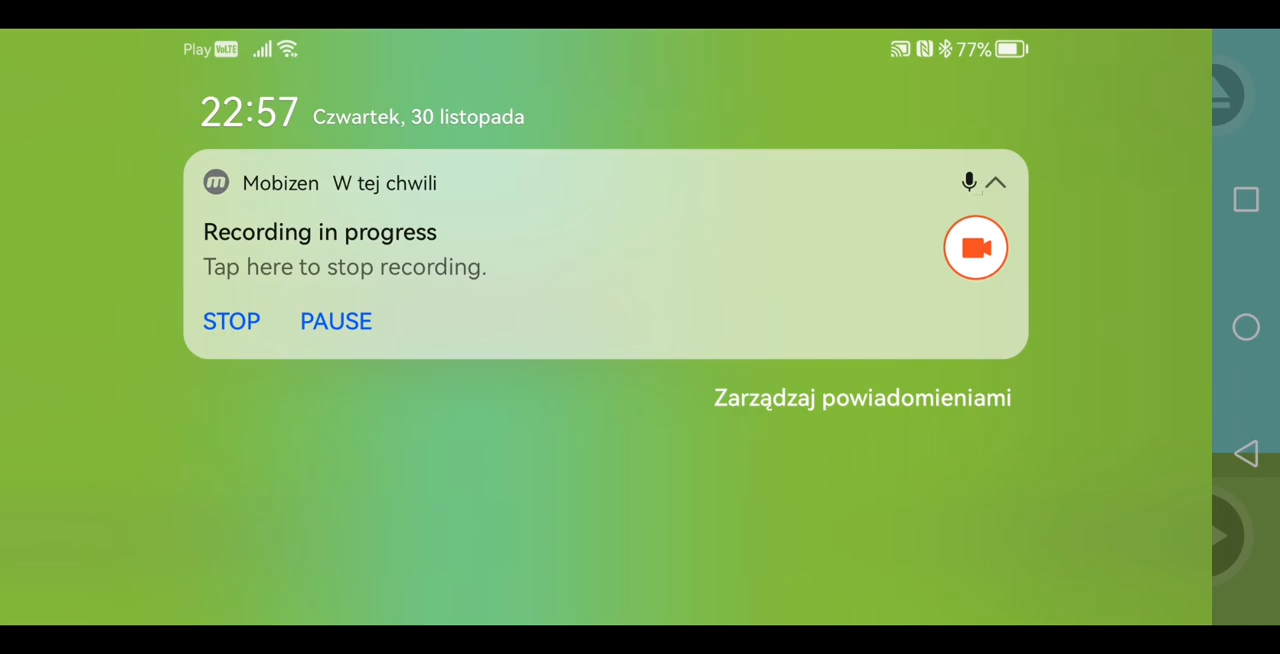 Play VoLTE 77%
22:57 Czwartek, 30 listopada
m Mobizen W tej chwili
Recording in progress
Tap here to stop recording.
STOP PAUSE
Zarządzaj powiadomieniami